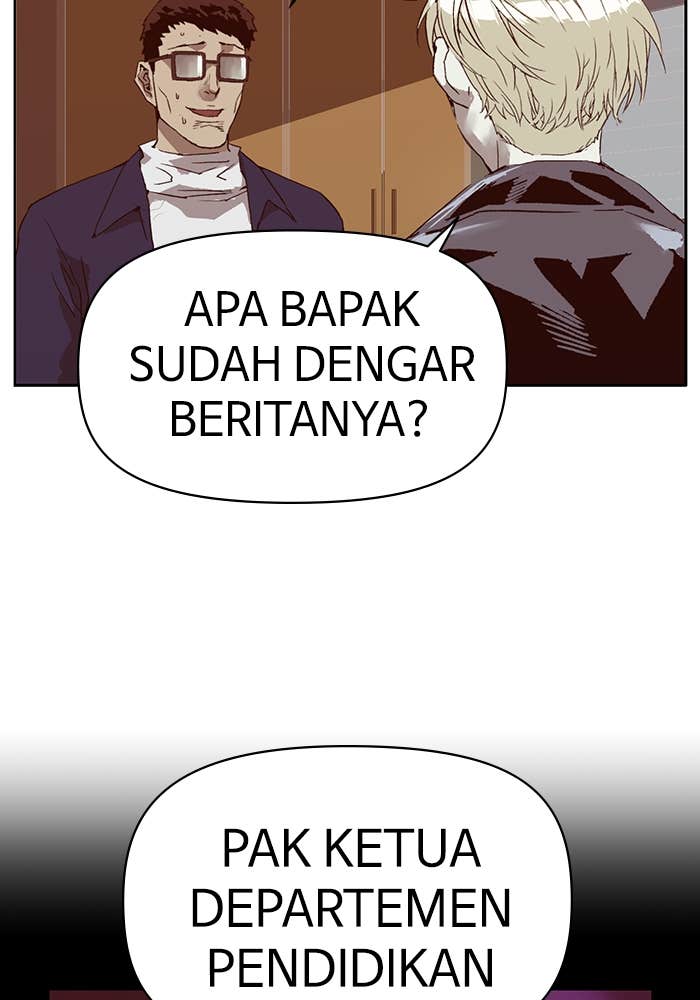 APA BAPAK
SUDAH DENGAR
BERITANYA?
PAK KETUA
DEPARTEMEN
PENDIDIKAN